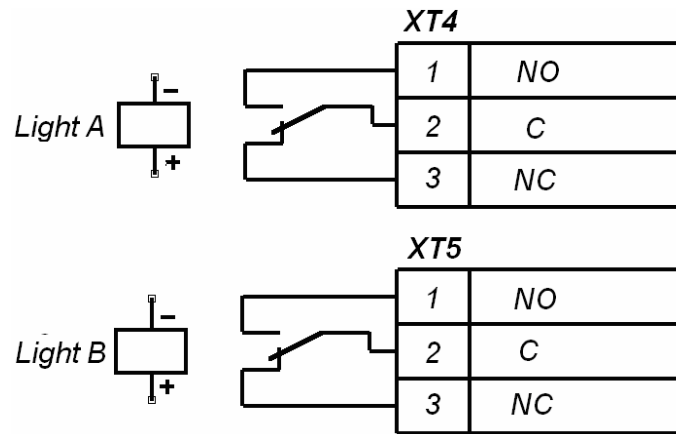 XT4
1 NO
−
Light A
2 C
+
3 NC
XT5
1 NO
−
Light B
2 C
+
3 NC